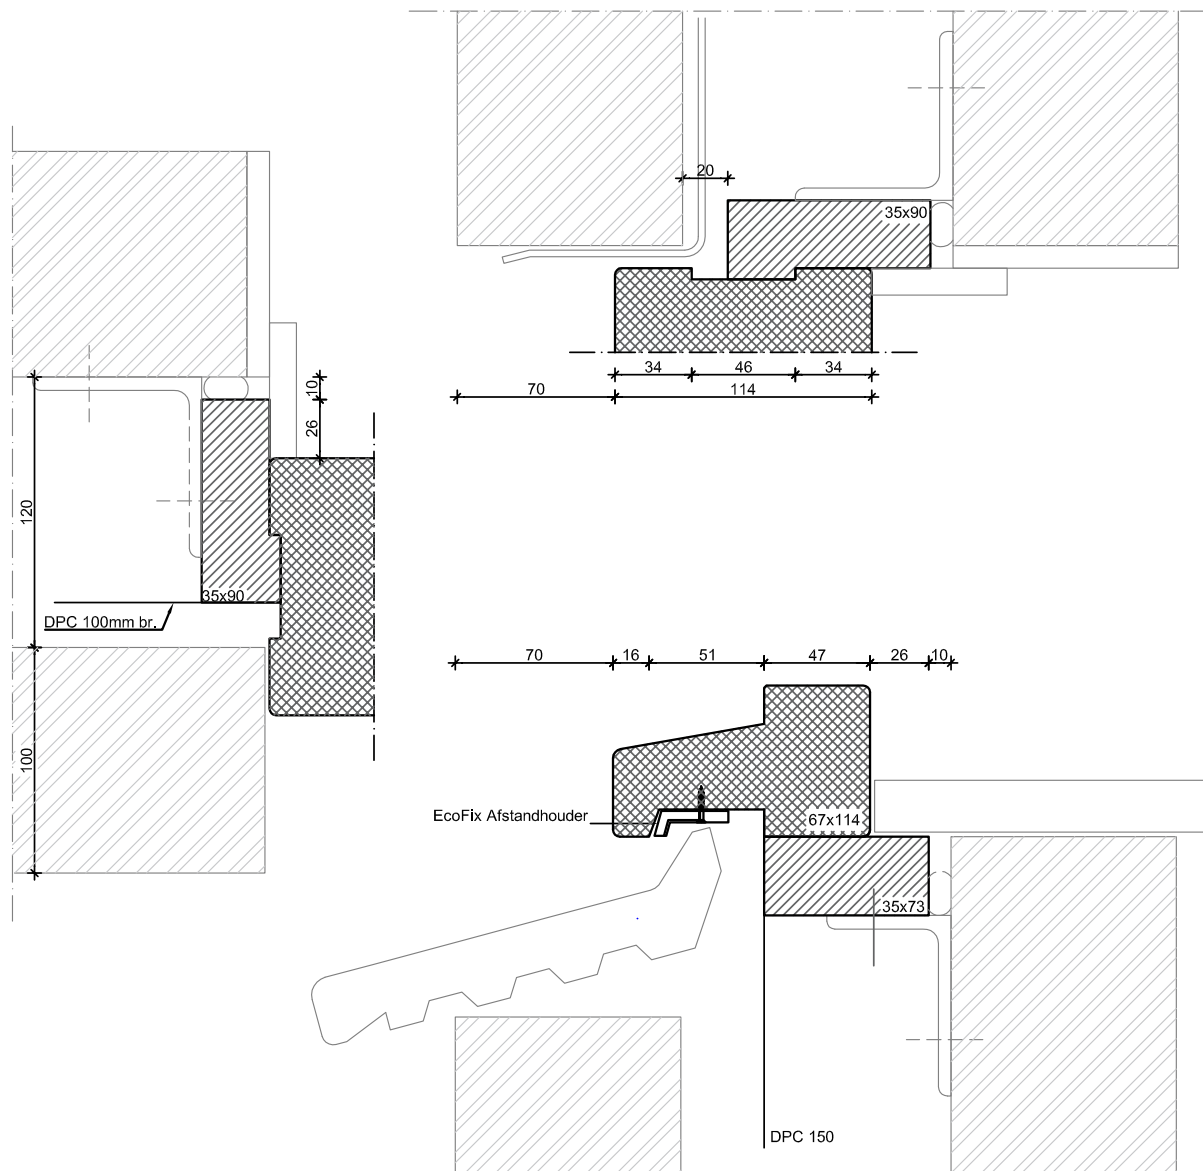 20
35x90
34 46 34
70 114
10
26
120
35x90
DPC 100mm br.
100
70 16 51 47 26 10
EcoFix Afstandhouder
67x114
35x73
DPC 150